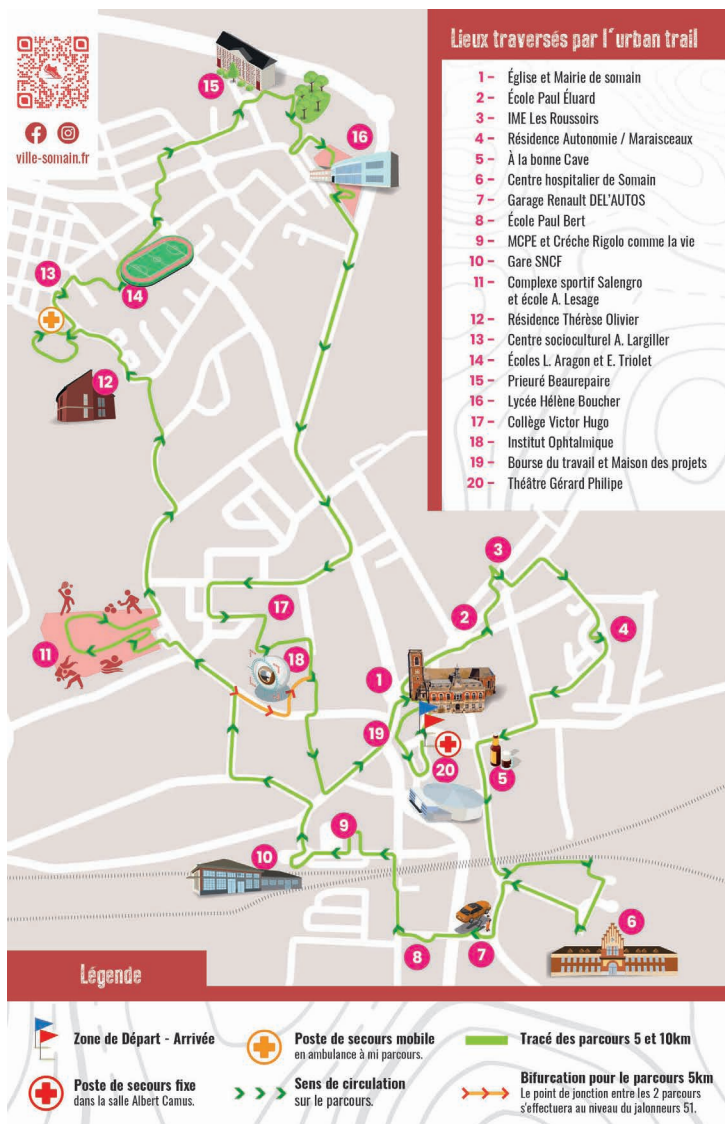 ville-somain.fr
Lieux traversés par l'urban trail
1 - Église et Mairie de somain
2 - École Paul Éluard
3 - IME Les Roussoirs
4 - Résidence Autonomie / Maraisceaux
5 - À la bonne Cave
6 - Centre hospitalier de Somain
7 - Garage Renault DEL'AUTOS
8 - École Paul Bert
9 - MCPE et Créche Rigolo comme la vie
10 - Gare SNCF
11 - Complexe sportif Salengro
et école A. Lesage
12 - Résidence Thérèse Olivier
13 - Centre socioculturel A. Largiller
14 - Écoles L. Aragon et E. Triolet
15 - Prieuré Beaurepaire
16 - Lycée Hélène Boucher
17 - Collège Victor Hugo
18 - Institut Ophtalmique
19 - Bourse du travail et Maison des projets
20 - Théâtre Gérard Philipe
15
16
13
14
12
3
17
2
4
11
18
1
19
20
5
9
10
6
8
7
Légende
Zone de Départ - Arrivée
Poste de secours fixe
dans la salle Albert Camus.
Poste de secours mobile
en ambulance à mi parcours.
Sens de circulation
sur le parcours.
Tracé des parcours 5 et 10km
Bifurcation pour le parcours 5km
Le point de jonction entre les 2 parcours
s'effectuera au niveau du jalonneurs 51.